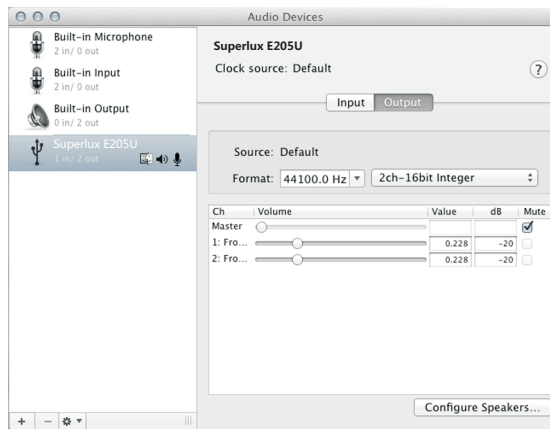 Audio Devices
Built-in Microphone
2 in/ 0 out
Built-in Input
2 in/ 0 out
Built-in Output
0 in/ 2 out
Superlux E205U
1 in/ 2 out
Superlux E205U
Clock source: Default
?
Input Output
Source: Default
Format: 44100.0 Hz 2ch-16bit Integer
Ch Volume Value dB Mute
Master
1: Fro... 0.228 -20
2: Fro... 0.228 -20
Configure Speakers...